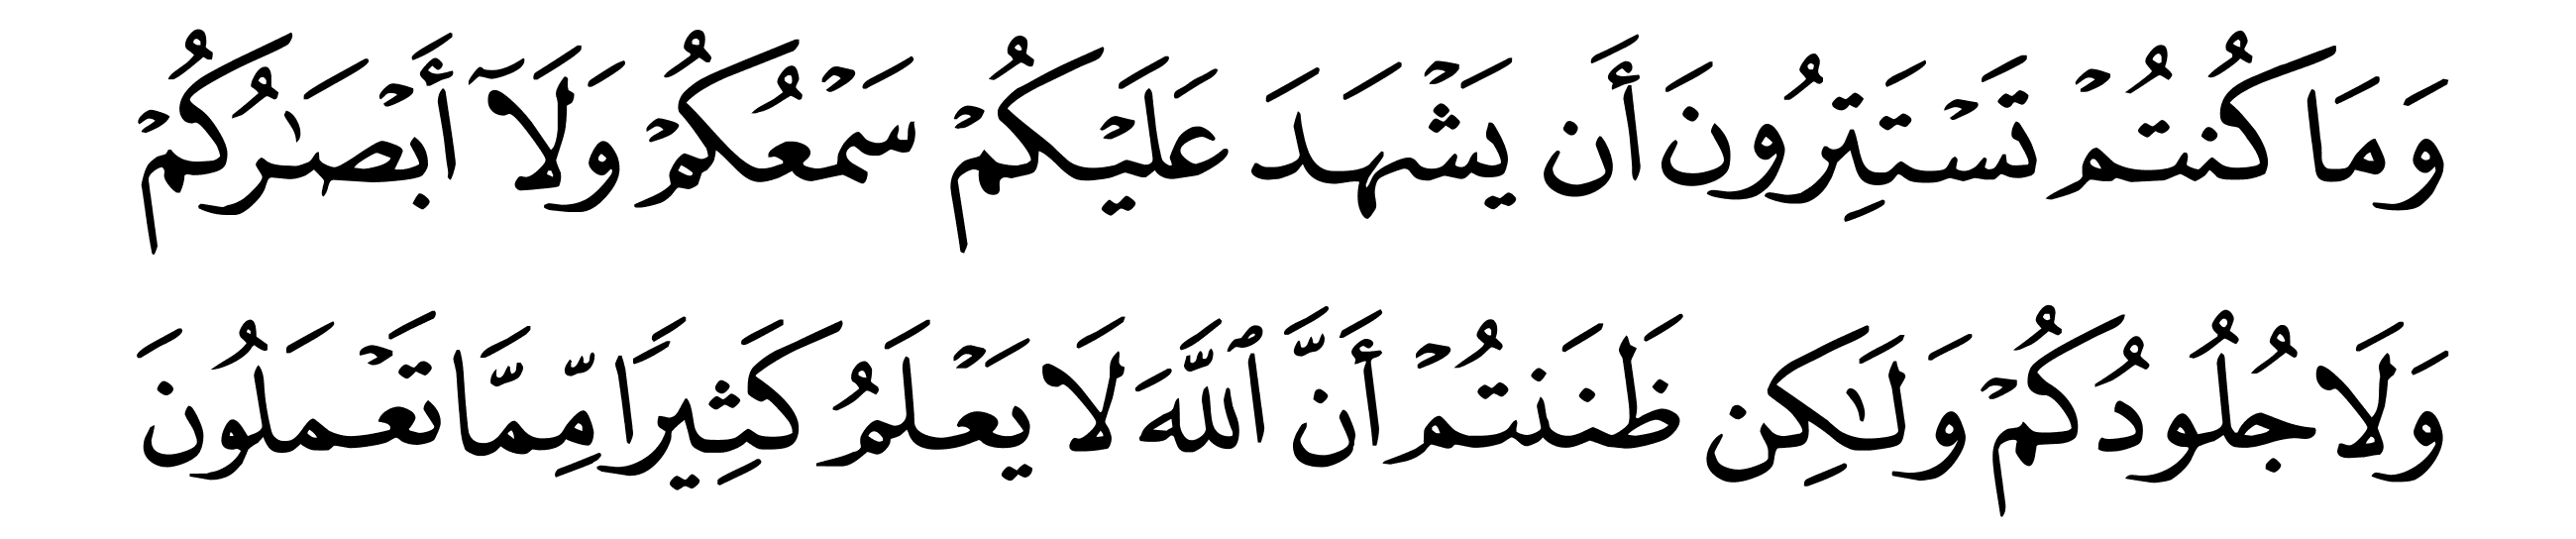 وَمَا كُنتُمْ تَسْتَتِرُونَ أَن يَشْهَدَ عَلَيْكُمْ سَمْعُكُمْ وَلَآ أَبْصَـٰرُكُمْ
وَلَا جُلُودُكُمْ وَلَـٰكِن ظَنَنتُمْ أَنَّ ٱللَّهَ لَا يَعْلَمُ كَثِيرًا مِّمَّا تَعْمَلُونَ